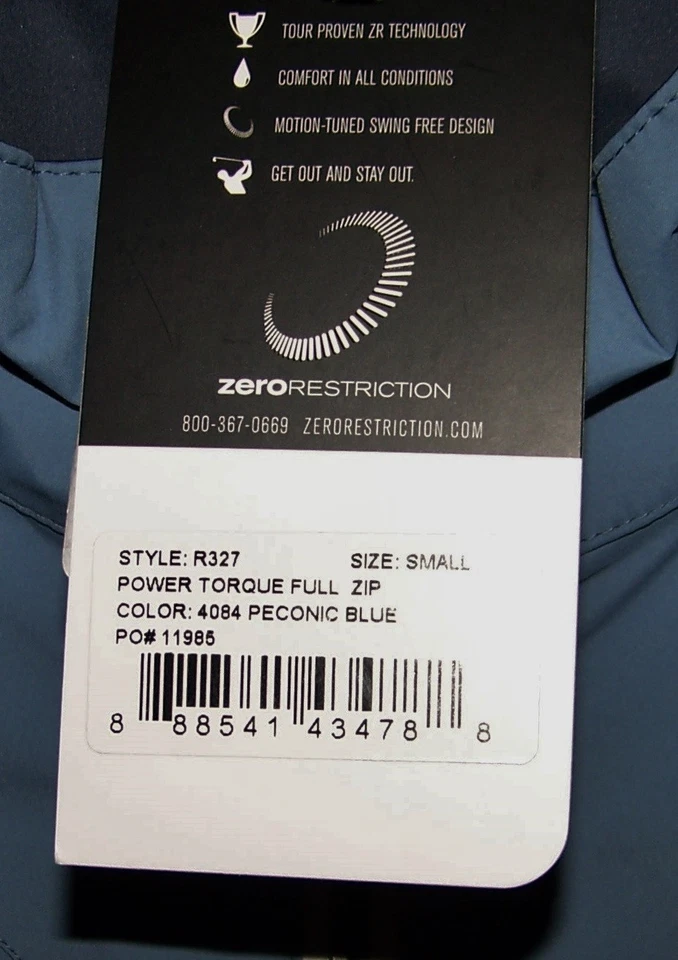 TOUR PROVEN ZR TECHNOLOGY
COMFORT IN ALL CONDITIONS
MOTION-TUNED SWING FREE DESIGN
GET OUT AND STAY OUT.
zeroRESTRICTION
800-367-0669 ZERORESTRICTION.COM
STYLE: R327 SIZE: SMALL
POWER TORQUE FULL ZIP
COLOR: 4084 PECONIC BLUE
PO# 11985
8 88541 43478 8